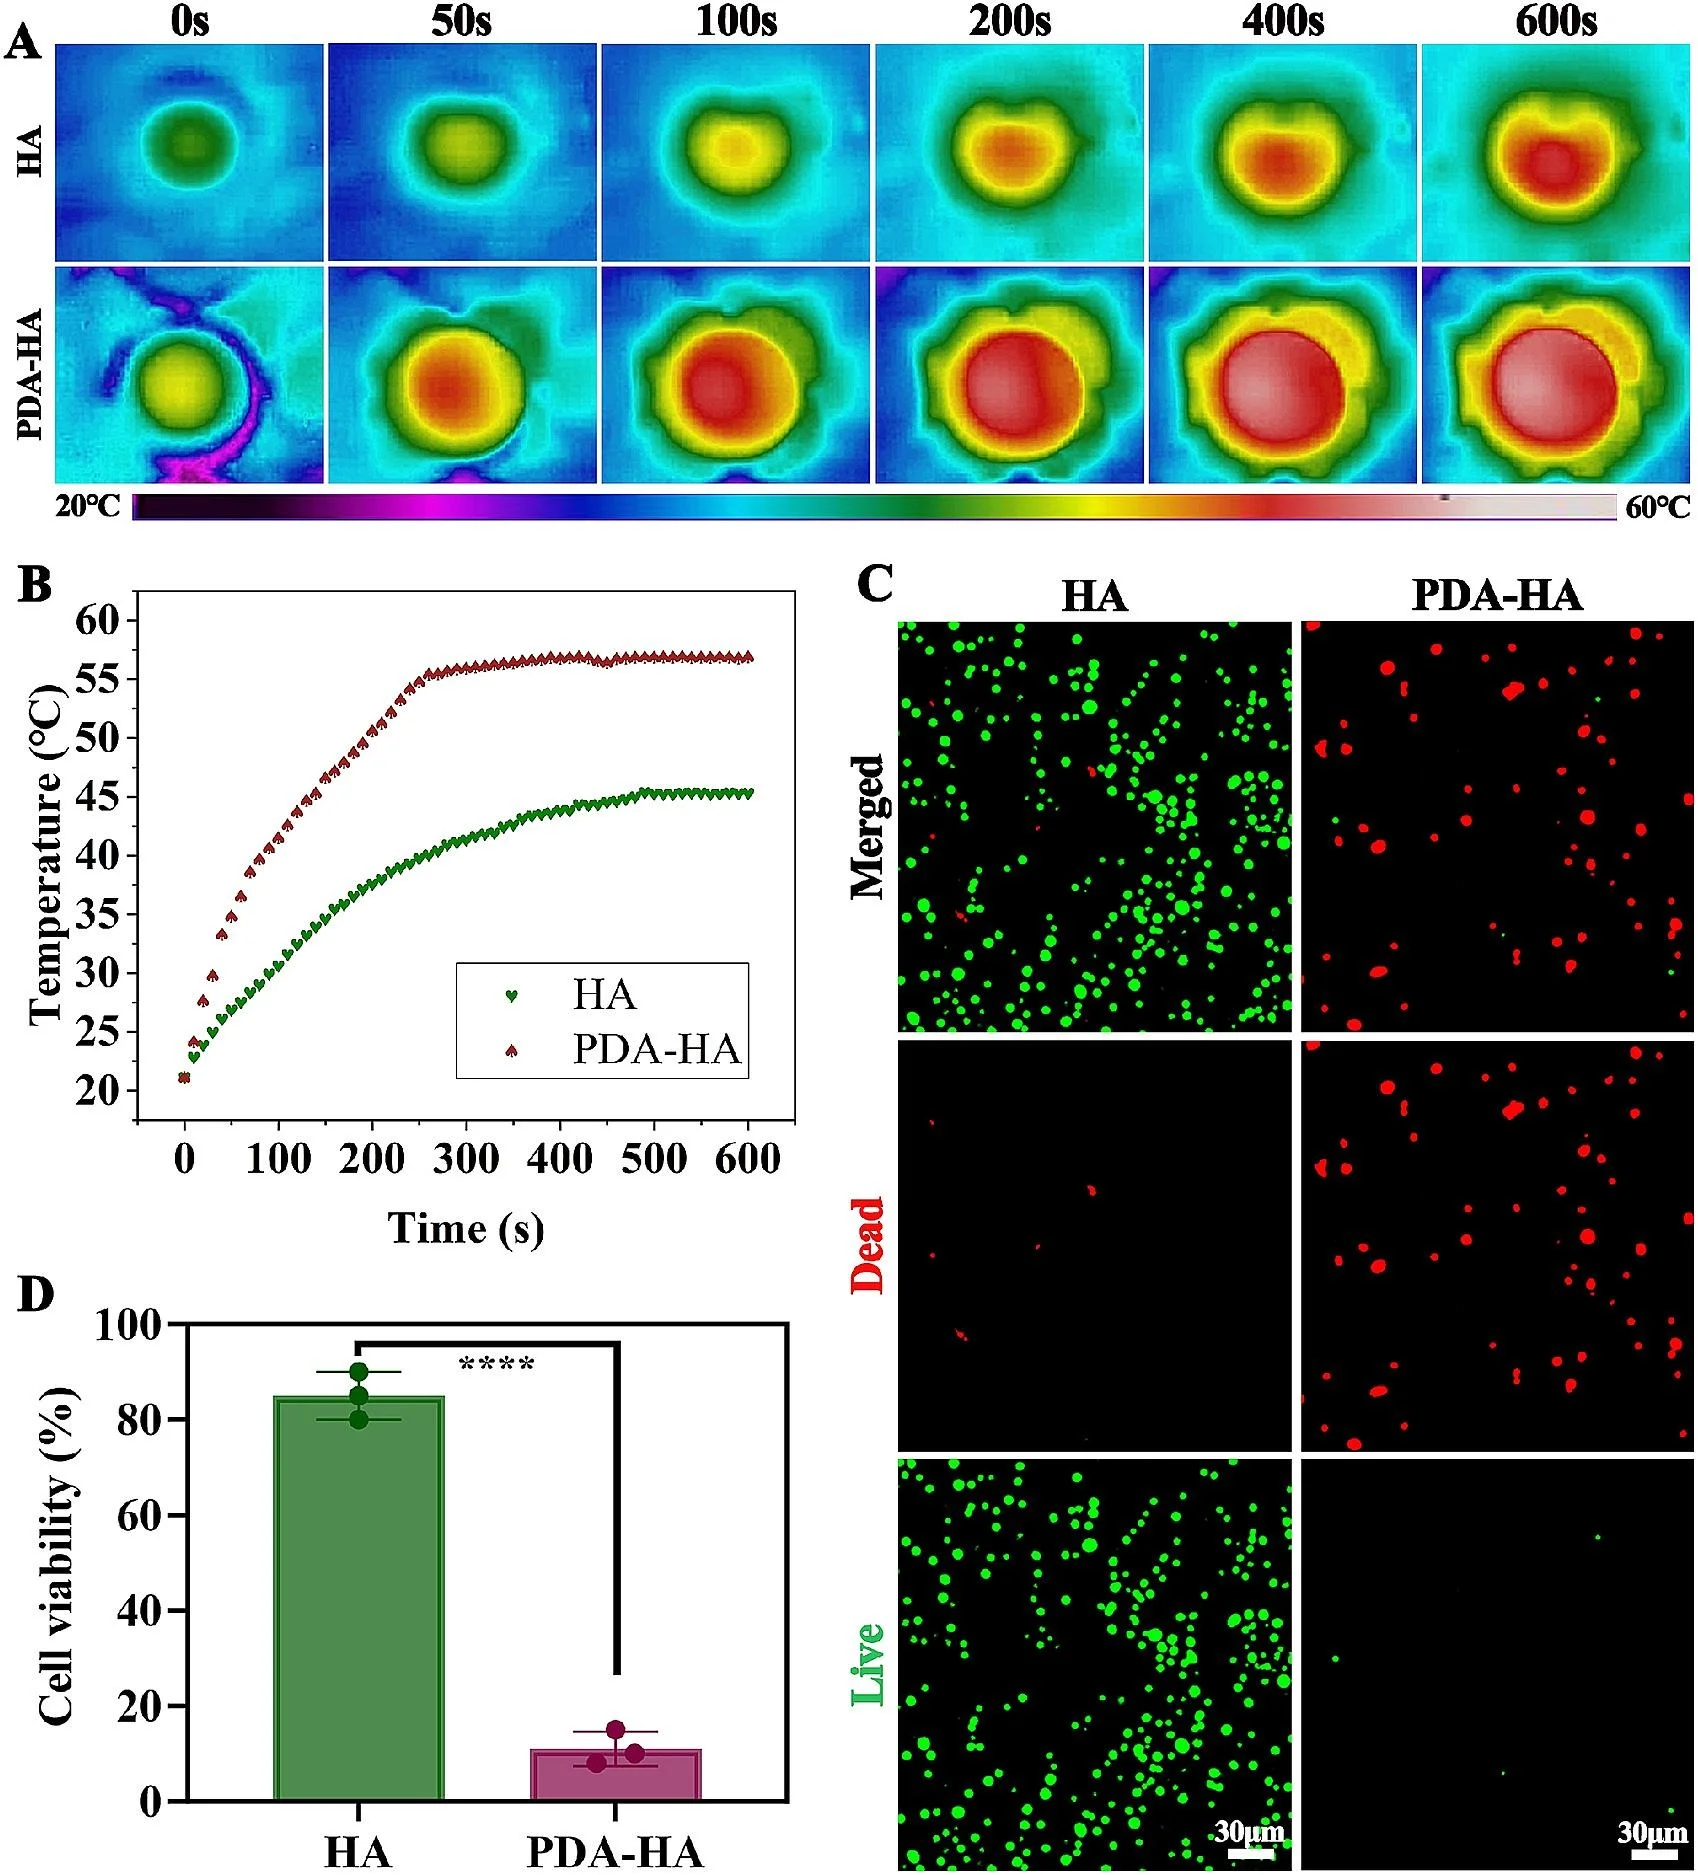 A
0s 50s 100s 200s 400s 600s
HA
PDA-HA
20°C 60°C
B
60
55
50
45
40
35
30
25
20
Temperature (°C)
HA
PDA-HA
0 100 200 300 400 500 600
Time (s)
C
HA PDA-HA
Merged
Dead
Live
30μm 30μm
D
100
80
60
40
20
0
Cell viability (%)
****
HA PDA-HA